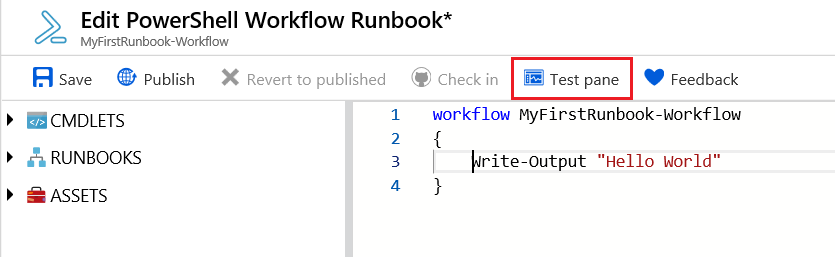 Edit PowerShell Workflow Runbook*
MyFirstRunbook-Workflow
Save Publish Revert to published Check in Test pane Feedback
CMDLETS
RUNBOOKS
ASSETS
1 workflow MyFirstRunbook-Workflow
2 {
3 Write-Output "Hello World"
4 }